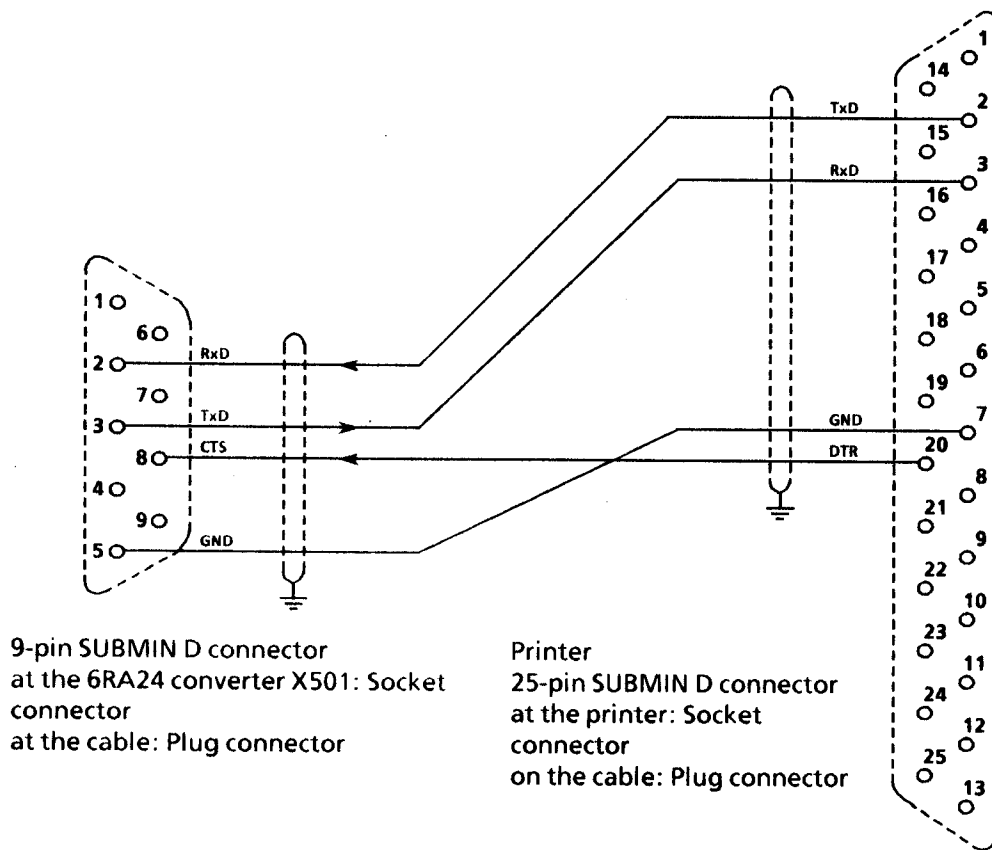 1
14
2
TxD
15
3
RxD
16
4
17
5
18
6
19
7
GND
20
DTR
8
21
9
22
10
23
11
24
12
25
13
1
6
2
RxD
7
3
TxD
8
CTS
4
9
5
GND
9-pin SUBMIN D connector
at the 6RA24 converter X501: Socket
connector
at the cable: Plug connector
Printer
25-pin SUBMIN D connector
at the printer: Socket
connector
on the cable: Plug connector